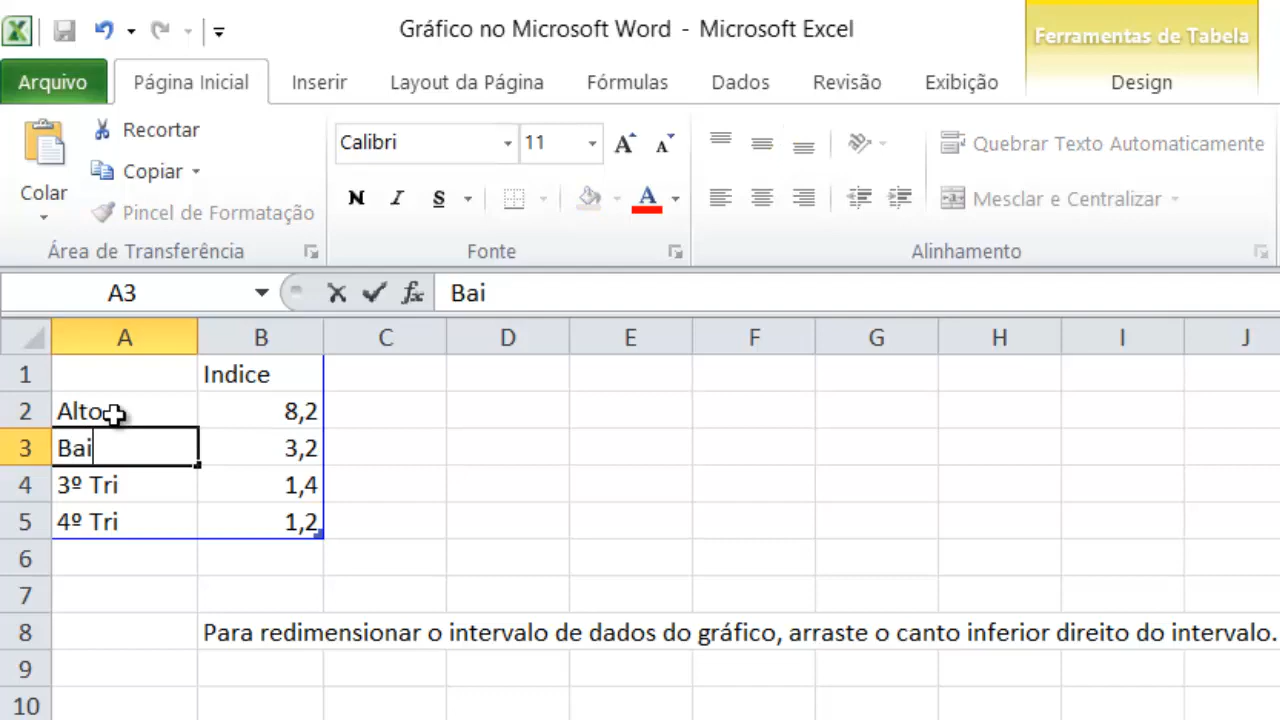 Gráfico no Microsoft Word - Microsoft Excel
Ferramentas de Tabela
Arquivo Página Inicial Inserir Layout da Página Fórmulas Dados Revisão Exibição Design
Colar
Recortar
Copiar
Pincel de Formatação
Área de Transferência
Calibri 11
N I S
Fonte
Quebrar Texto Automaticamente
Mesclar e Centralizar
Alinhamento
A3 fx Bai
A B C D E F G H I J
1 Indice
2 Alto 8,2
3 Bai 3,2
4 3º Tri 1,4
5 4º Tri 1,2
6
7
8 Para redimensionar o intervalo de dados do gráfico, arraste o canto inferior direito do intervalo.
9
10